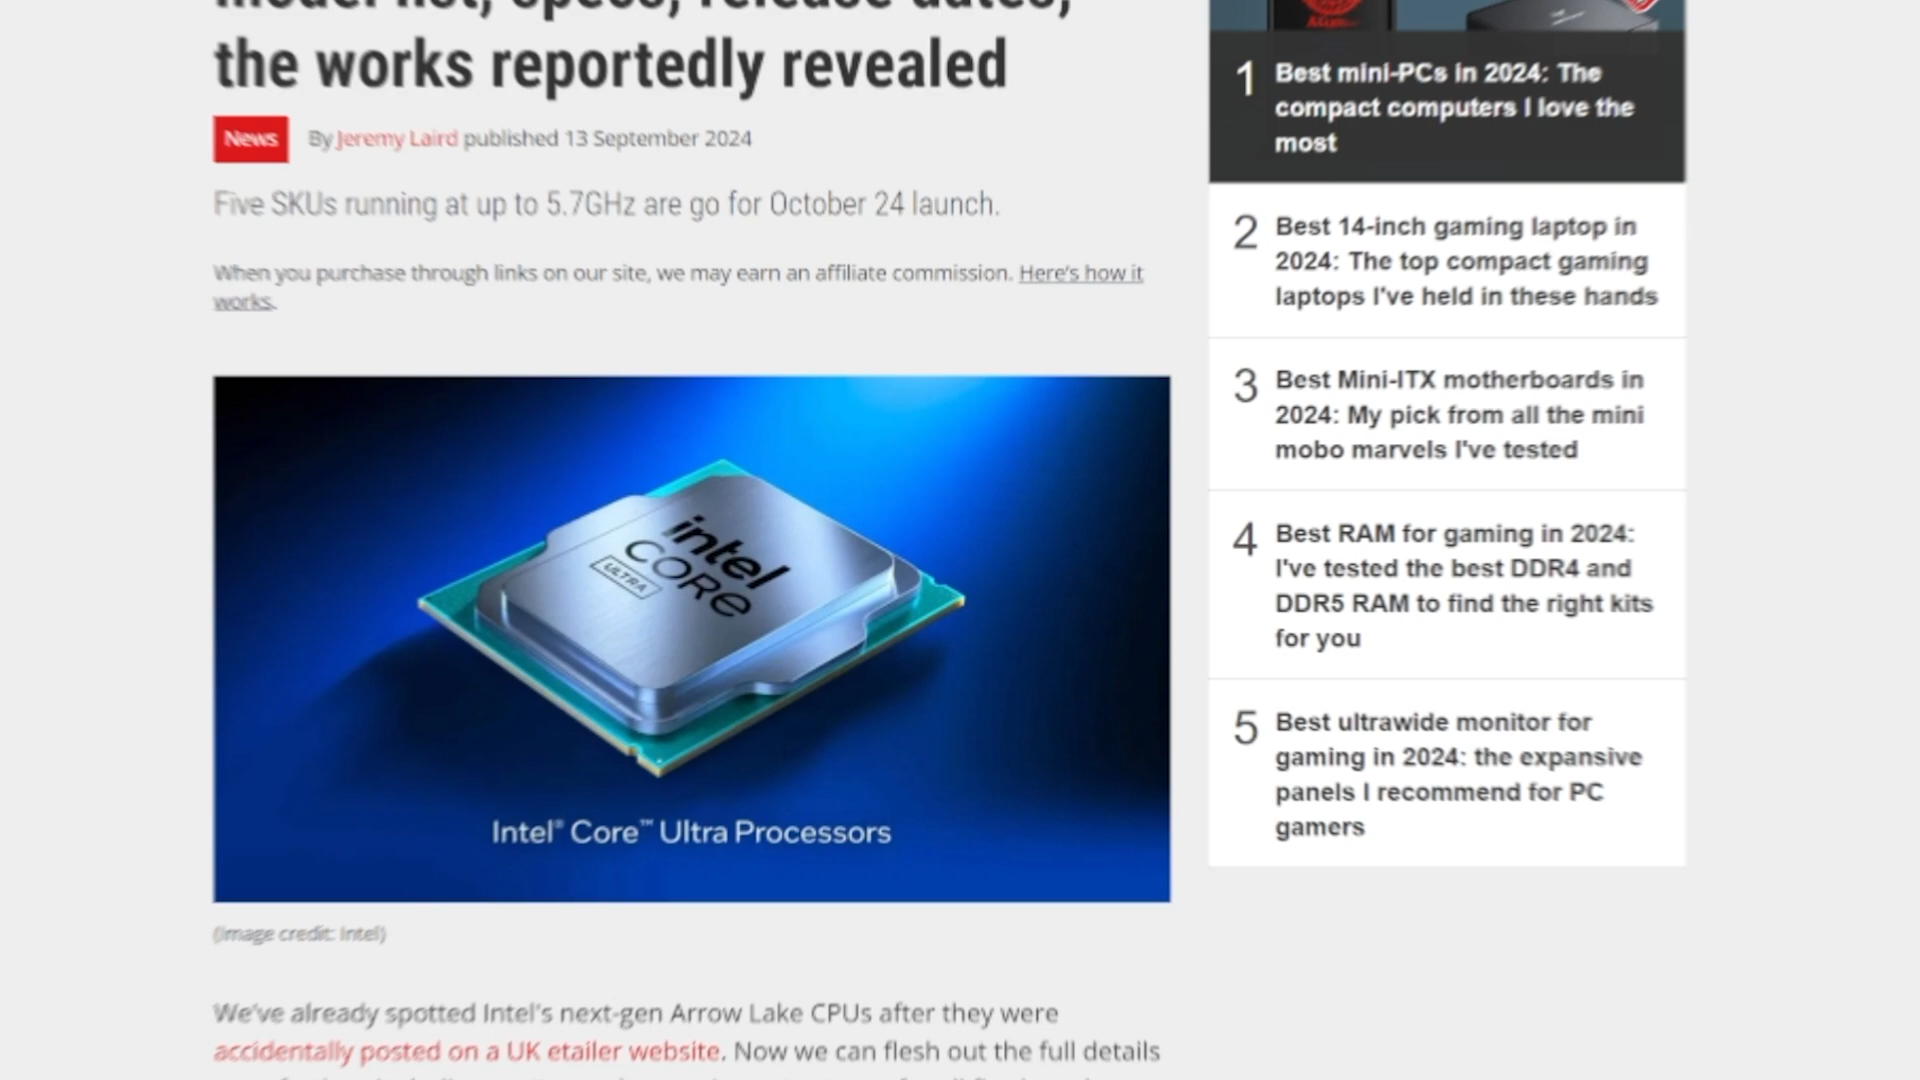 model list, specs, release dates,
the works reportedly revealed
News By Jeremy Laird published 13 September 2024
Five SKUs running at up to 5.7GHz are go for October 24 launch.
When you purchase through links on our site, we may earn an affiliate commission. Here's how it
works.
intel
CORE
ULTRA
Intel® Core™ Ultra Processors
(Image credit: Intel)
We've already spotted Intel's next-gen Arrow Lake CPUs after they were
accidentally posted on a UK etailer website. Now we can flesh out the full details
1 Best mini-PCs in 2024: The
compact computers I love the
most
2 Best 14-inch gaming laptop in
2024: The top compact gaming
laptops I've held in these hands
3 Best Mini-ITX motherboards in
2024: My pick from all the mini
mobo marvels I've tested
4 Best RAM for gaming in 2024:
I've tested the best DDR4 and
DDR5 RAM to find the right kits
for you
5 Best ultrawide monitor for
gaming in 2024: the expansive
panels I recommend for PC
gamers